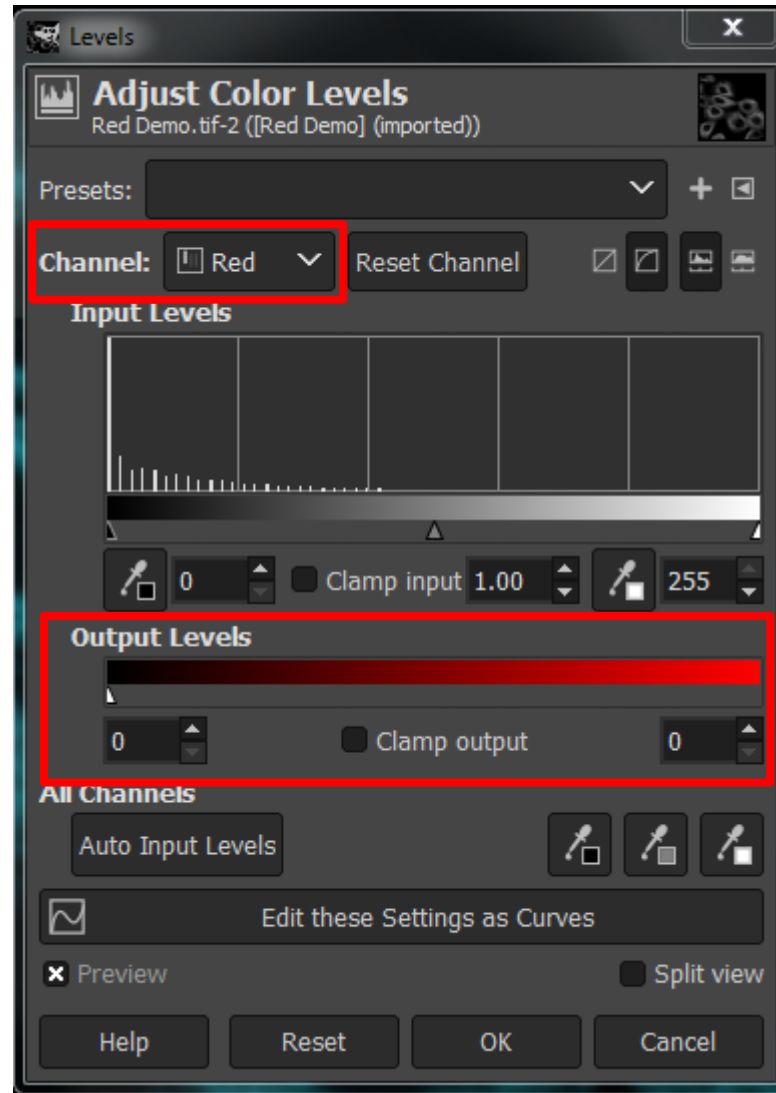 Levels
Adjust Color Levels
Red Demo.tif-2 ([Red Demo] (imported))
Presets:
Channel: Red Reset Channel
Input Levels
0 Clamp input 1.00 255
Output Levels
0 Clamp output 0
All Channels
Auto Input Levels
Edit these Settings as Curves
Preview Split view
Help Reset OK Cancel